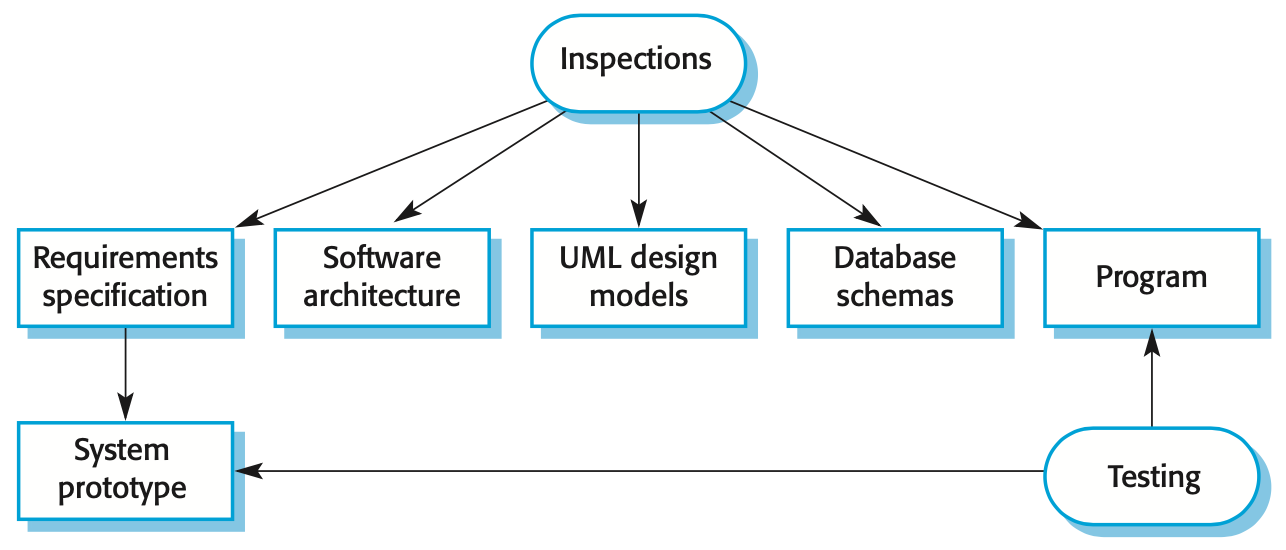 Inspections
Requirements
specification
Software
architecture
UML design
models
Database
schemas
Program
System
prototype
Testing